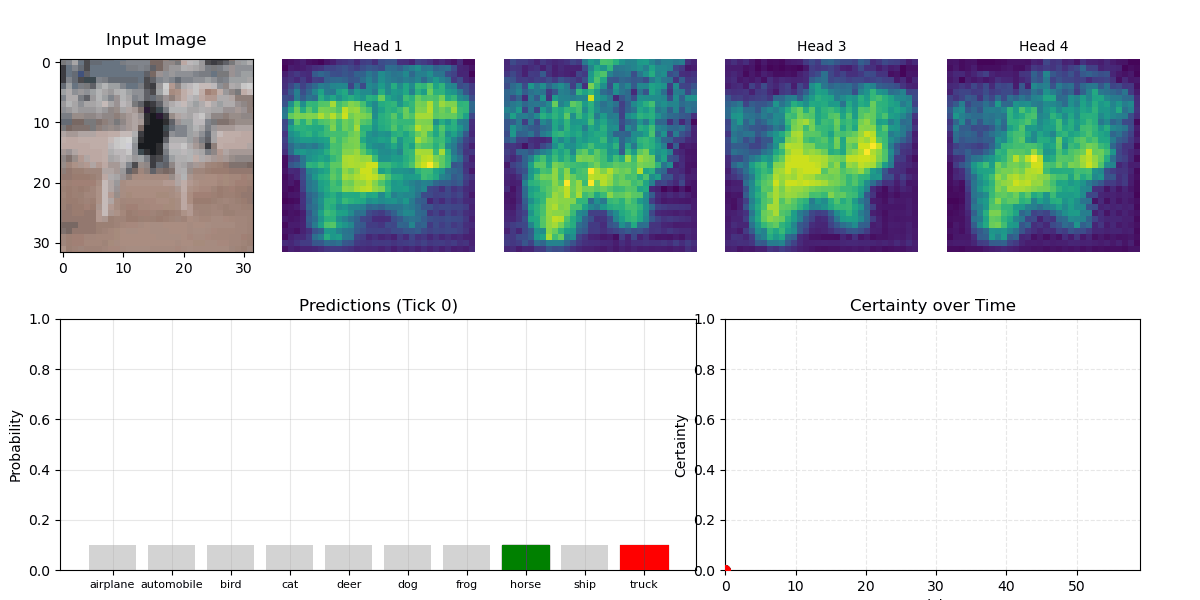 Input Image
Head 1
Head 2
Head 3
Head 4
0
10
20
30
0
10
20
30
Predictions (Tick 0)
Probability
1.0
0.8
0.6
0.4
0.2
0.0
airplane
automobile
bird
cat
deer
dog
frog
horse
ship
truck
Certainty over Time
Certainty
1.0
0.8
0.6
0.4
0.2
0.0
0
10
20
30
40
50